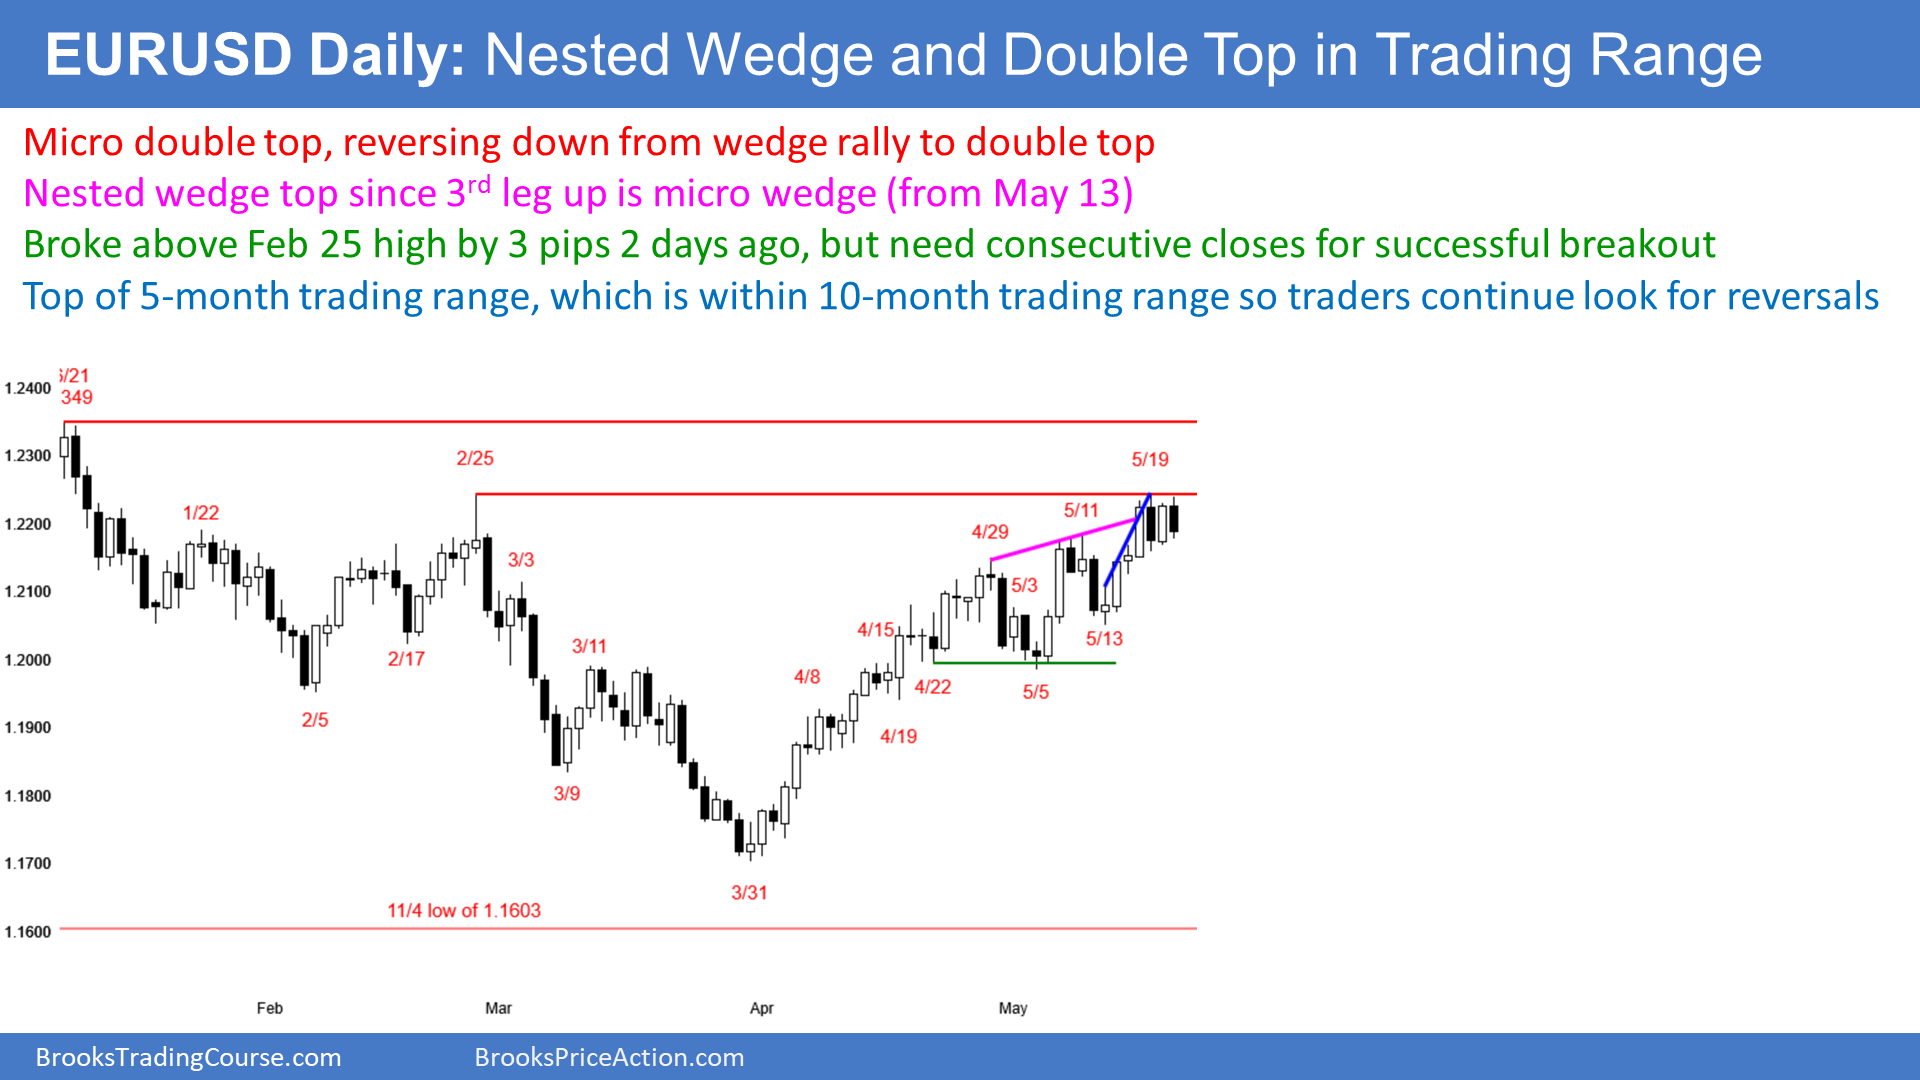 EURUSD Daily: Nested Wedge and Double Top in Trading Range
Micro double top, reversing down from wedge rally to double top
Nested wedge top since 3rd leg up is micro wedge (from May 13)
Broke above Feb 25 high by 3 pips 2 days ago, but need consecutive closes for successful breakout
Top of 5-month trading range, which is within 10-month trading range so traders continue look for reversals
/21
349
1.2400
1.2300
1.2200
1.2100
1.2000
1.1900
1.1800
1.1700
1.1600
1/22
2/5
2/17
2/25
3/3
3/9
3/11
3/31
4/8
4/15
4/19
4/22
4/29
5/3
5/5
5/11
5/13
5/19
11/4 low of 1.1603
Feb
Mar
Apr
May
BrooksTradingCourse.com
BrooksPriceAction.com